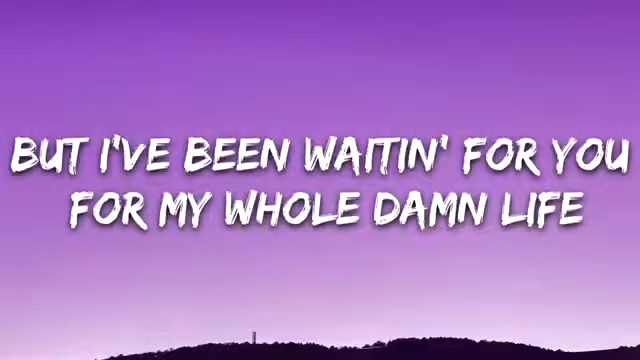 BUT I'VE BEEN WAITIN' FOR YOU
FOR MY WHOLE DAMN LIFE